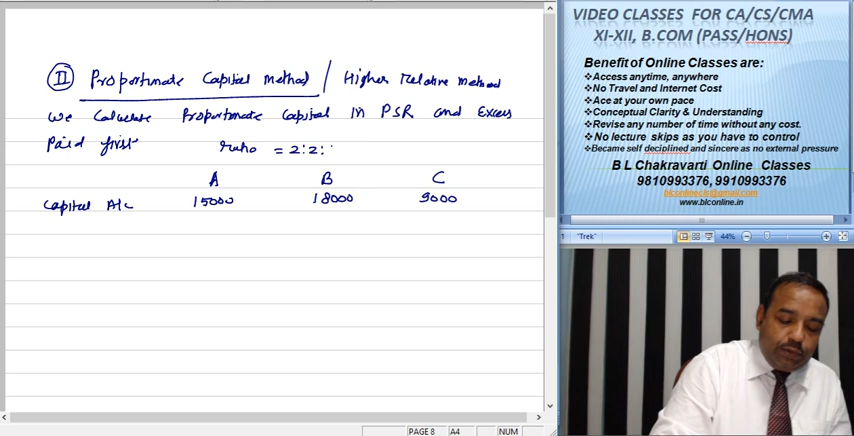 II Proportionate Capital Method / Higher Relative method
We Calculate Proportionate Capital in PSR and Excess
Paid first
ratio = 2:2:
A B C
Capital A/c 15000 18000 9000
VIDEO CLASSES FOR CA/CS/CMA
XI-XII, B.COM (PASS/HONS)
Benefit of Online Classes are:
❖Access anytime, anywhere
❖No Travel and Internet Cost
❖Ace at your own pace
❖Conceptual Clarity & Understanding
❖Revise any number of time without any cost.
❖No lecture skips as you have to control
❖Became self deciplined and sincere as no external pressure
B L Chakravarti Online Classes
9810993376, 9910993376
blconlinecls@gmail.com
www.blconline.in
1 "Trek" 44%
PAGE 8 A4 NUM